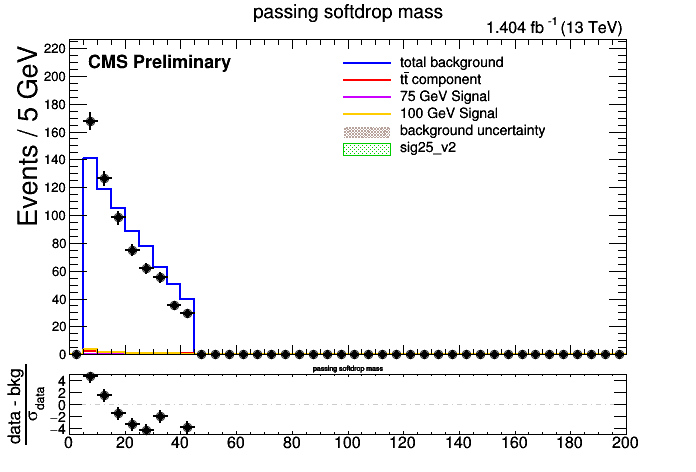 passing softdrop mass
1.404 fb⁻¹ (13 TeV)
CMS Preliminary
total background
tt̄ component
75 GeV Signal
100 GeV Signal
background uncertainty
sig25_v2
Events / 5 GeV
220
200
180
160
140
120
100
80
60
40
20
0
passing softdrop mass
data - bkg
σ data
4
2
0
−2
−4
0 20 40 60 80 100 120 140 160 180 200